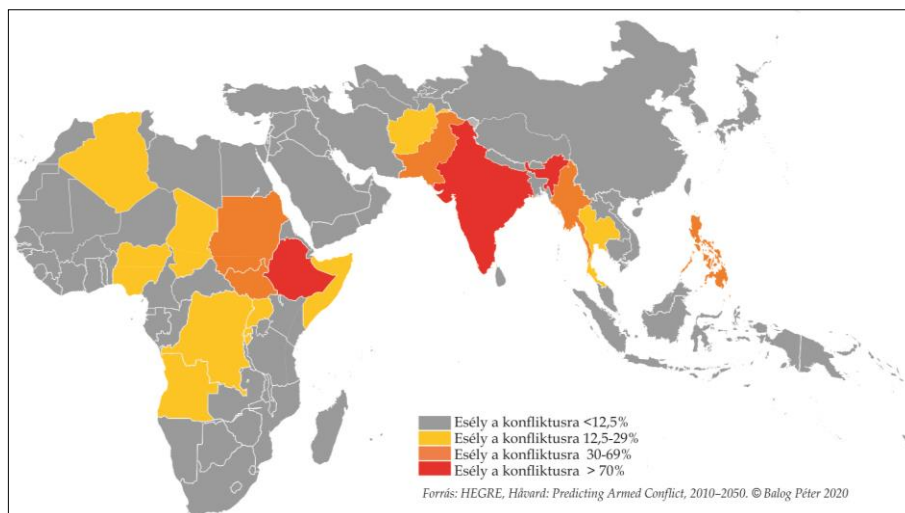 Esély a konfliktusra <12,5%
Esély a konfliktusra 12,5-29%
Esély a konfliktusra 30-69%
Esély a konfliktusra > 70%
Forrás: HEGRE, Håvard: Predicting Armed Conflict, 2010–2050. © Balog Péter 2020